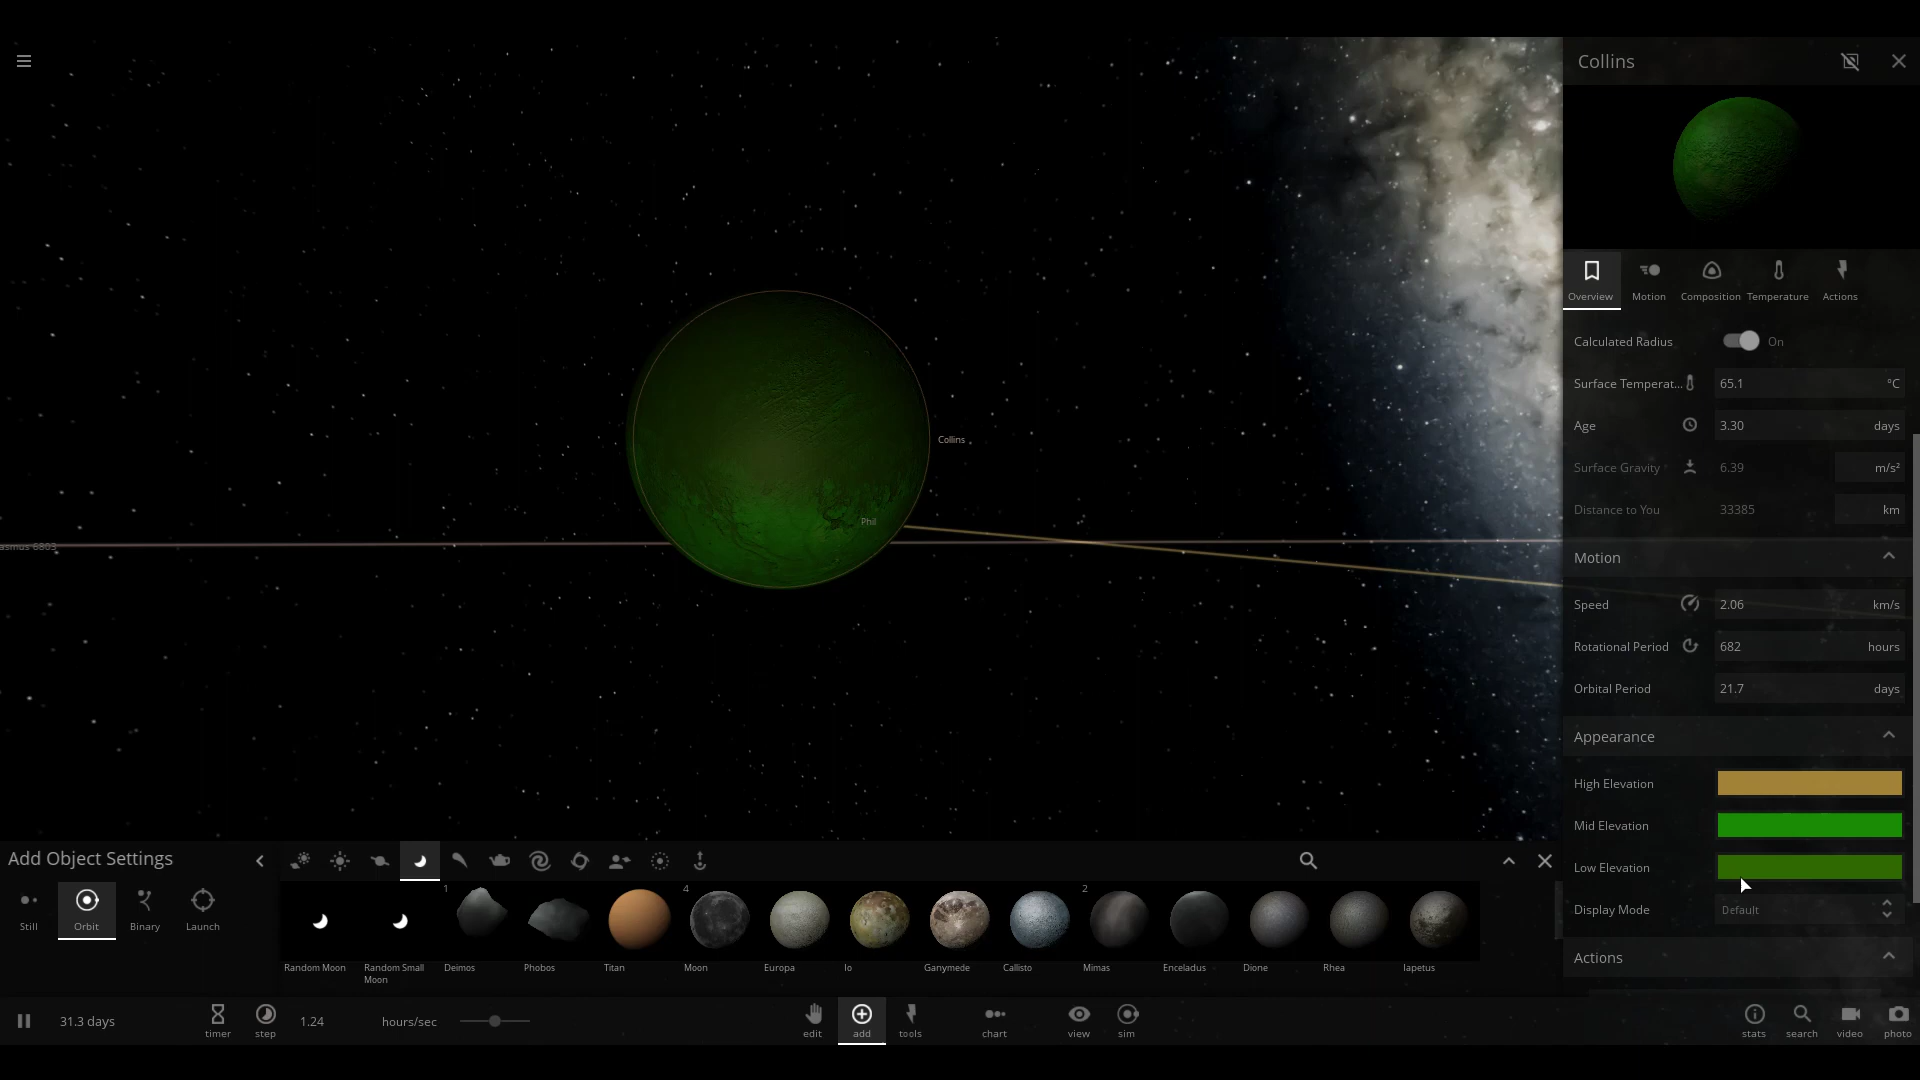 Collins
Overview
Motion
Composition
Temperature
Actions
Calculated Radius
On
Surface Temperat...
65.1
°C
Age
3.30
days
Surface Gravity
6.39
m/s²
Distance to You
33385
km
Motion
Speed
2.06
km/s
Rotational Period
682
hours
Orbital Period
21.7
days
Appearance
High Elevation
Mid Elevation
Low Elevation
Display Mode
Default
Actions
Collins
Phil
asmus 6803
Add Object Settings
Still
Orbit
Binary
Launch
1
4
2
Random Moon
Random Small
Moon
Deimos
Phobos
Titan
Moon
Europa
Io
Ganymede
Callisto
Mimas
Enceladus
Dione
Rhea
Iapetus
31.3 days
timer
step
1.24
hours/sec
edit
add
tools
chart
view
sim
stats
search
video
photo